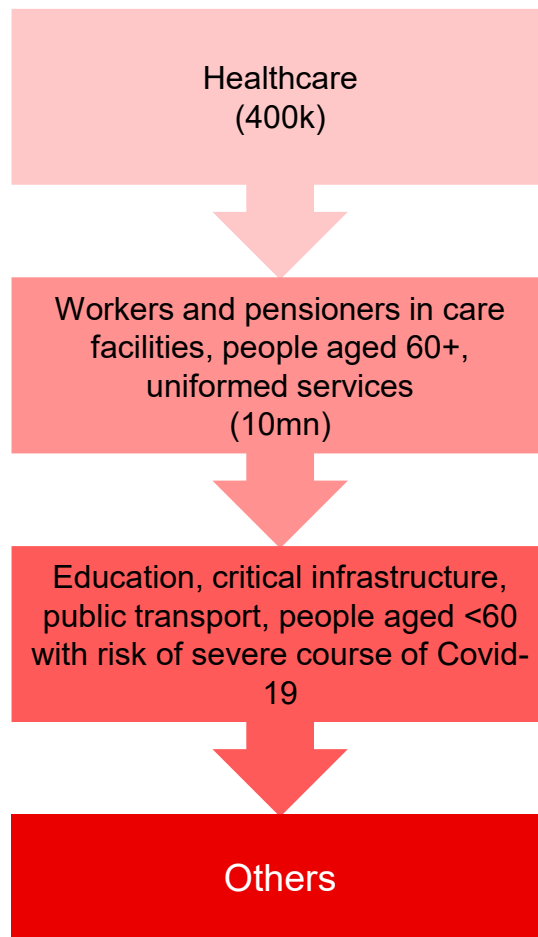 Healthcare
(400k)
Workers and pensioners in care
facilities, people aged 60+,
uniformed services
(10mn)
Education, critical infrastructure,
public transport, people aged <60
with risk of severe course of Covid-
19
Others